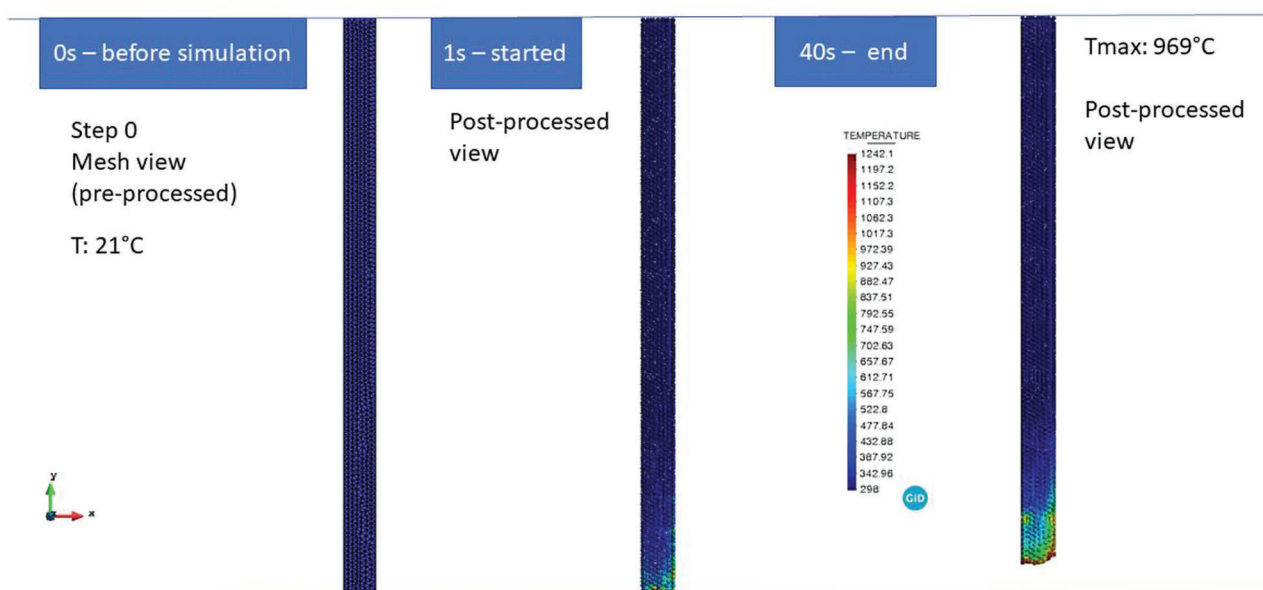 0s – before simulation
1s – started
40s – end
Tmax: 969°C
Step 0
Mesh view
(pre-processed)
T: 21°C
Post-processed
view
Post-processed
view
TEMPERATURE
1242.1
1197.2
1152.2
1107.3
1062.3
1017.3
972.39
927.43
882.47
837.51
792.55
747.59
702.63
657.67
612.71
567.75
522.8
477.84
432.88
387.92
342.96
298
GiD
y
z
x